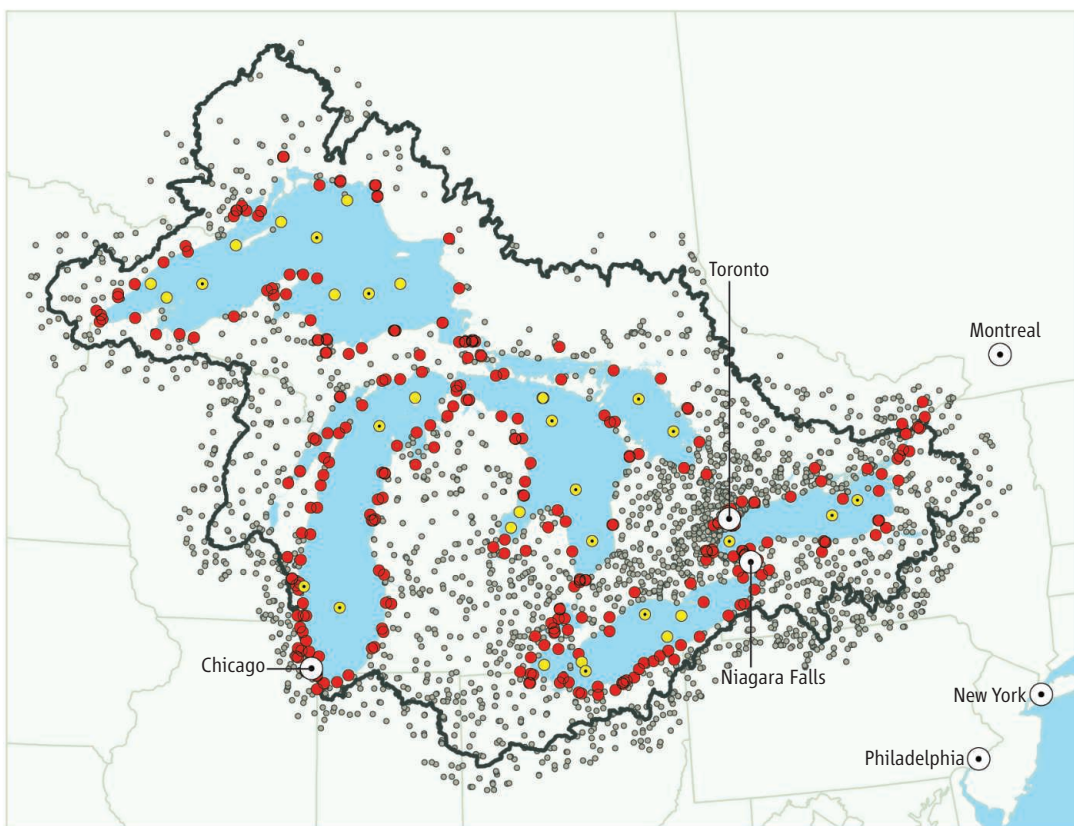 Toronto
Montreal
Chicago
Niagara Falls
New York
Philadelphia